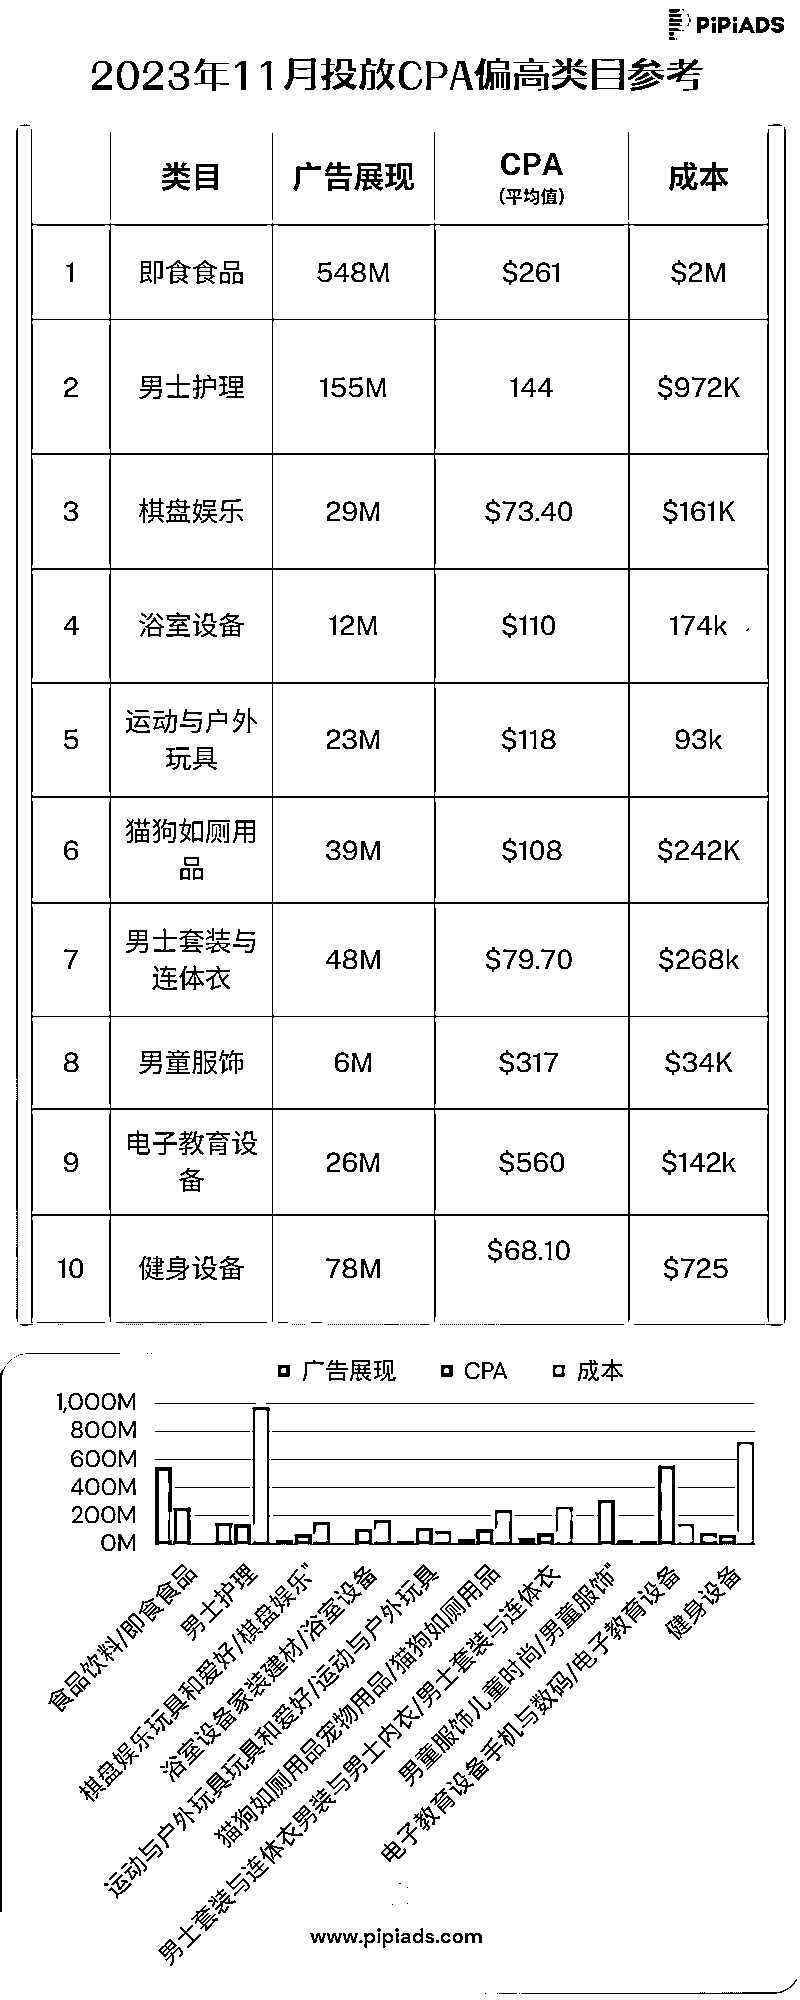 PiPiADS
2023年11月投放CPA偏高类目参考
类目 广告展现 CPA 成本
(平均值)
1 即食食品 548M $261 $2M
2 男士护理 155M 144 $972K
3 棋盘娱乐 29M $73.40 $161K
4 浴室设备 12M $110 174k
5 运动与户外 23M $118 93k
玩具
6 猫狗如厕用 39M $108 $242K
品
7 男士套装与 48M $79.70 $268k
连体衣
8 男童服饰 6M $317 $34K
9 电子教育设 26M $560 $142k
备
10 健身设备 78M $68.10 $725
广告展现 CPA 成本
1,000M
800M
600M
400M
200M
0M
食品饮料/即食食品
男士护理
棋盘娱乐玩具和爱好/棋盘娱乐"
浴室设备家装建材/浴室设备
运动与户外玩具玩具和爱好/运动与户外玩具
猫狗如厕用品宠物用品/猫狗如厕用品
男士套装与连体衣男装与男士内衣/男士套装与连体衣
男童服饰儿童时尚/男童服饰"
电子教育设备手机与数码/电子教育设备
健身设备
www.pipiads.com